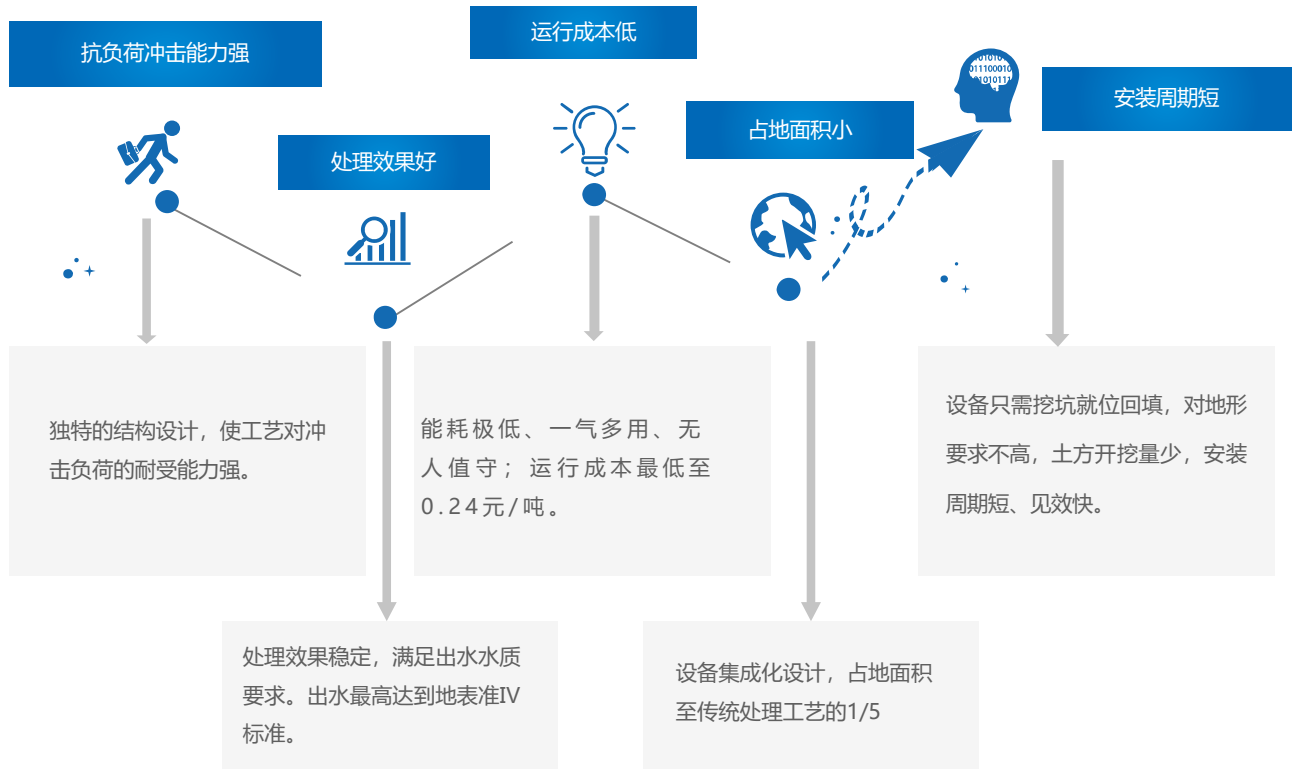 抗负荷冲击能力强
处理效果好
运行成本低
占地面积小
安装周期短
010101
011100010
01010111
独特的结构设计，使工艺对冲
击负荷的耐受能力强。
能耗极低、一气多用、无
人值守；运行成本最低至
0.24元/吨。
设备只需挖坑就位回填，对地形
要求不高，土方开挖量少，安装
周期短、见效快。
处理效果稳定，满足出水水质
要求。出水最高达到地表准IV
标准。
设备集成化设计，占地面积
至传统处理工艺的1/5